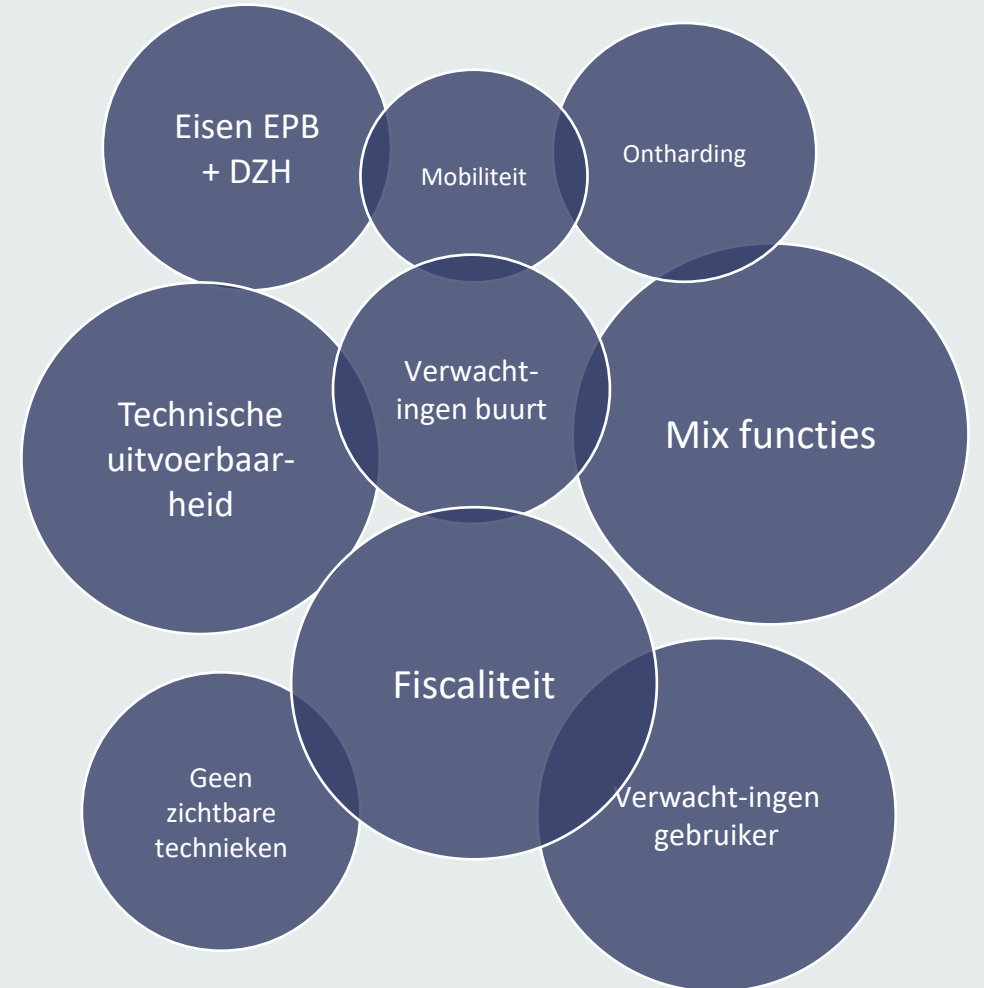 Eisen EPB
+ DZH
Mobiliteit
Ontharding
Verwacht-
ingen buurt
Technische
uitvoerbaar-
heid
Mix functies
Fiscaliteit
Geen
zichtbare
technieken
Verwacht-ingen
gebruiker